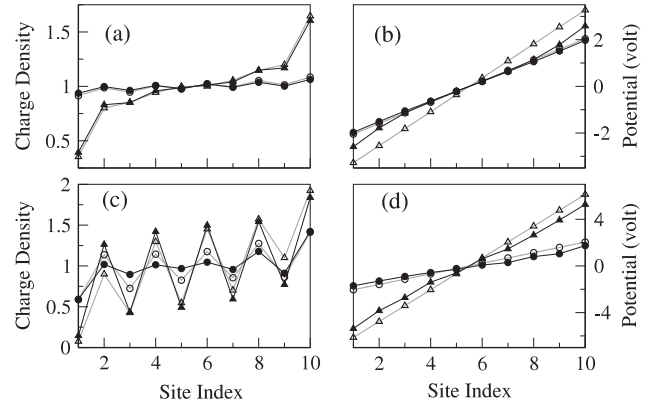 (a)
Charge Density
1.5
1
0.5
(b)
2
0
-2
Potential (volt)
(c)
Charge Density
2
1.5
1
0.5
0
2 4 6 8 10
Site Index
(d)
4
0
-4
Potential (volt)
2 4 6 8 10
Site Index